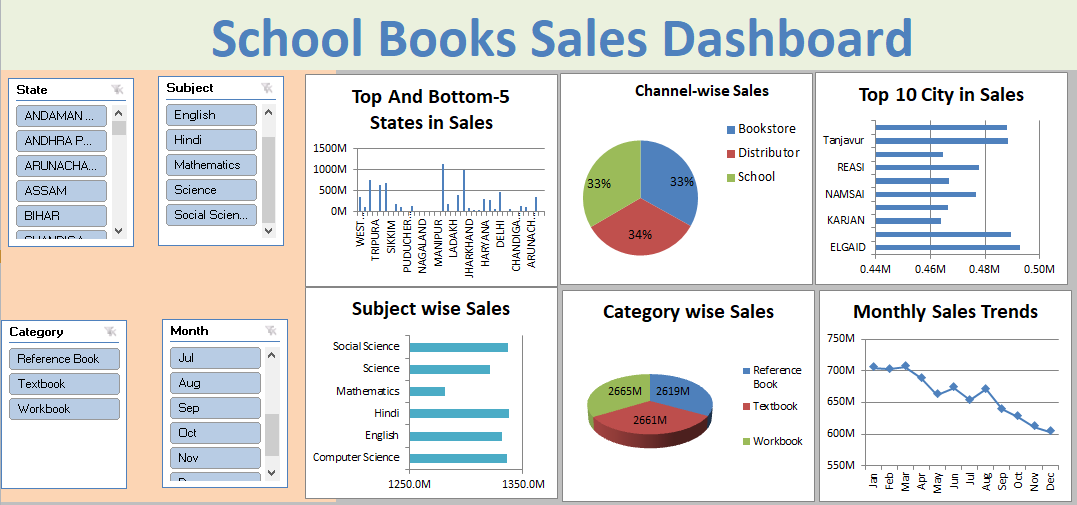 School Books Sales Dashboard
State
ANDAMAN ...
ANDHRA P...
ARUNACHA...
ASSAM
BIHAR
Subject
English
Hindi
Mathematics
Science
Social Scien...
Top And Bottom-5
States in Sales
1500M
1000M
500M
0M
WEST..
TRIPURA
SIKKIM
PUDUCHER..
NAGALAND
MANIPUR
LADAKH
JHARKHAND
HARYANA
DELHI
CHANDIGA..
ARUNACH..
Channel-wise Sales
Bookstore
Distributor
School
33%
33%
34%
Top 10 City in Sales
Tanjavur
REASI
NAMSAI
KARJAN
ELGAID
0.44M 0.46M 0.48M 0.50M
Category
Reference Book
Textbook
Workbook
Month
Jul
Aug
Sep
Oct
Nov
Subject wise Sales
Social Science
Science
Mathematics
Hindi
English
Computer Science
1250.0M 1350.0M
Category wise Sales
2665M 2619M
2661M
Reference
Book
Textbook
Workbook
Monthly Sales Trends
750M
700M
650M
600M
550M
Jan
Feb
Mar
Apr
May
Jun
Jul
Aug
Sep
Oct
Nov
Dec